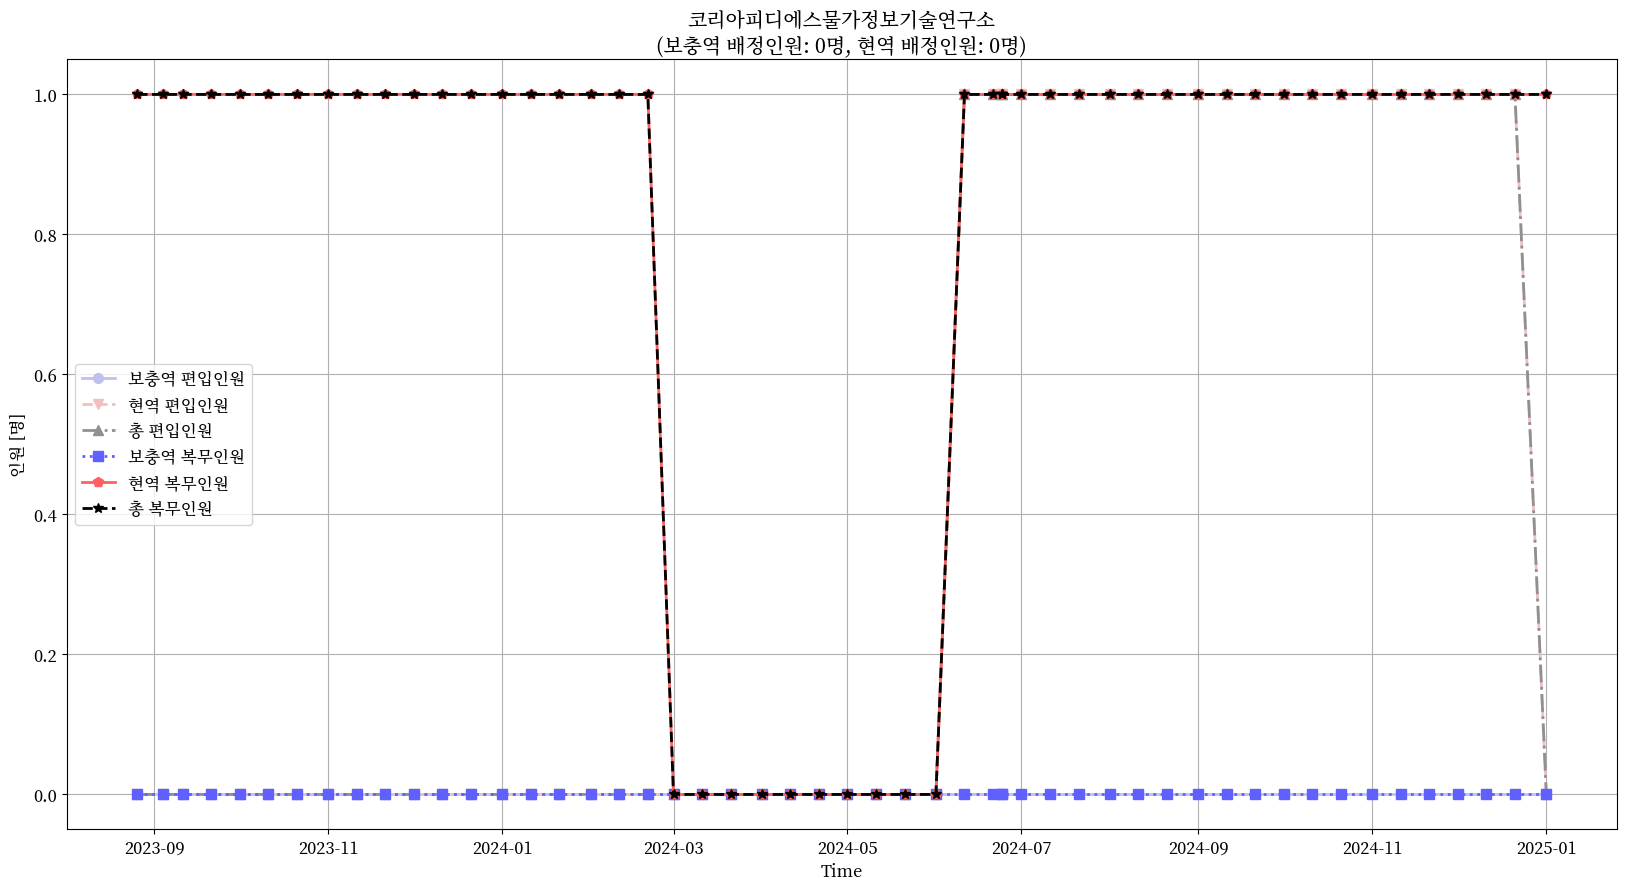 코리아피디에스물가정보기술연구소
(보충역 배정인원: 0명, 현역 배정인원: 0명)
1.0
0.8
0.6
0.4
0.2
0.0
인원 [명]
보충역 편입인원
현역 편입인원
총 편입인원
보충역 복무인원
현역 복무인원
총 복무인원
2023-09
2023-11
2024-01
2024-03
2024-05
2024-07
2024-09
2024-11
2025-01
Time